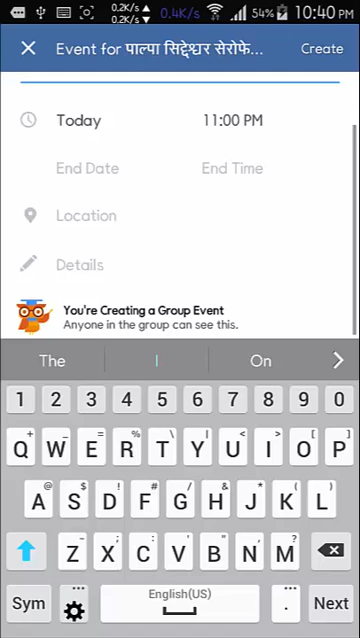 0.2K/s
0.2K/s
0.4K/s
54%
10:40 PM
Event for पाल्पा सिद्देश्वर सेरोफे...
Create
Today
11:00 PM
End Date
End Time
Location
Details
You're Creating a Group Event
Anyone in the group can see this.
The
I
On
1 2 3 4 5 6 7 8 9 0
Q W E R T Y U I O P
A S D F G H J K L
Z X C V B N M
Sym
English(US)
.
Next